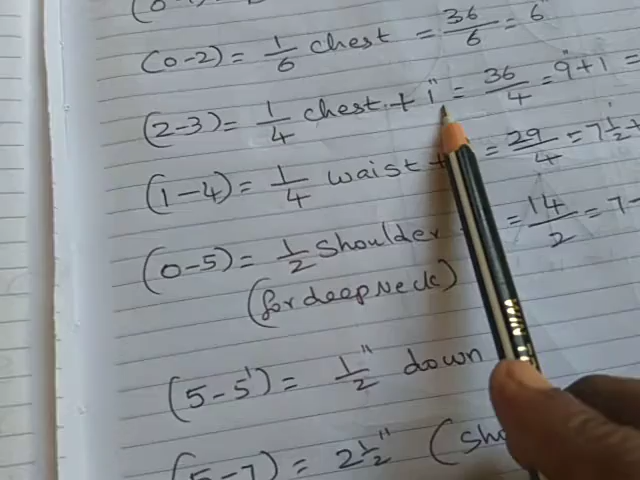 (0-2) = 1/6 chest = 36/6 = 6"
(2-3) = 1/4 chest + 1" = 36/4 = 9"+1 =
(1-4) = 1/4 waist + = 29/4 = 7 1/2 +
(0-5) = 1/2 Shoulder = 14/2 = 7-
(for deep Neck)
(5-5') = 1/2" down
(5-7) = 2 1/2" (